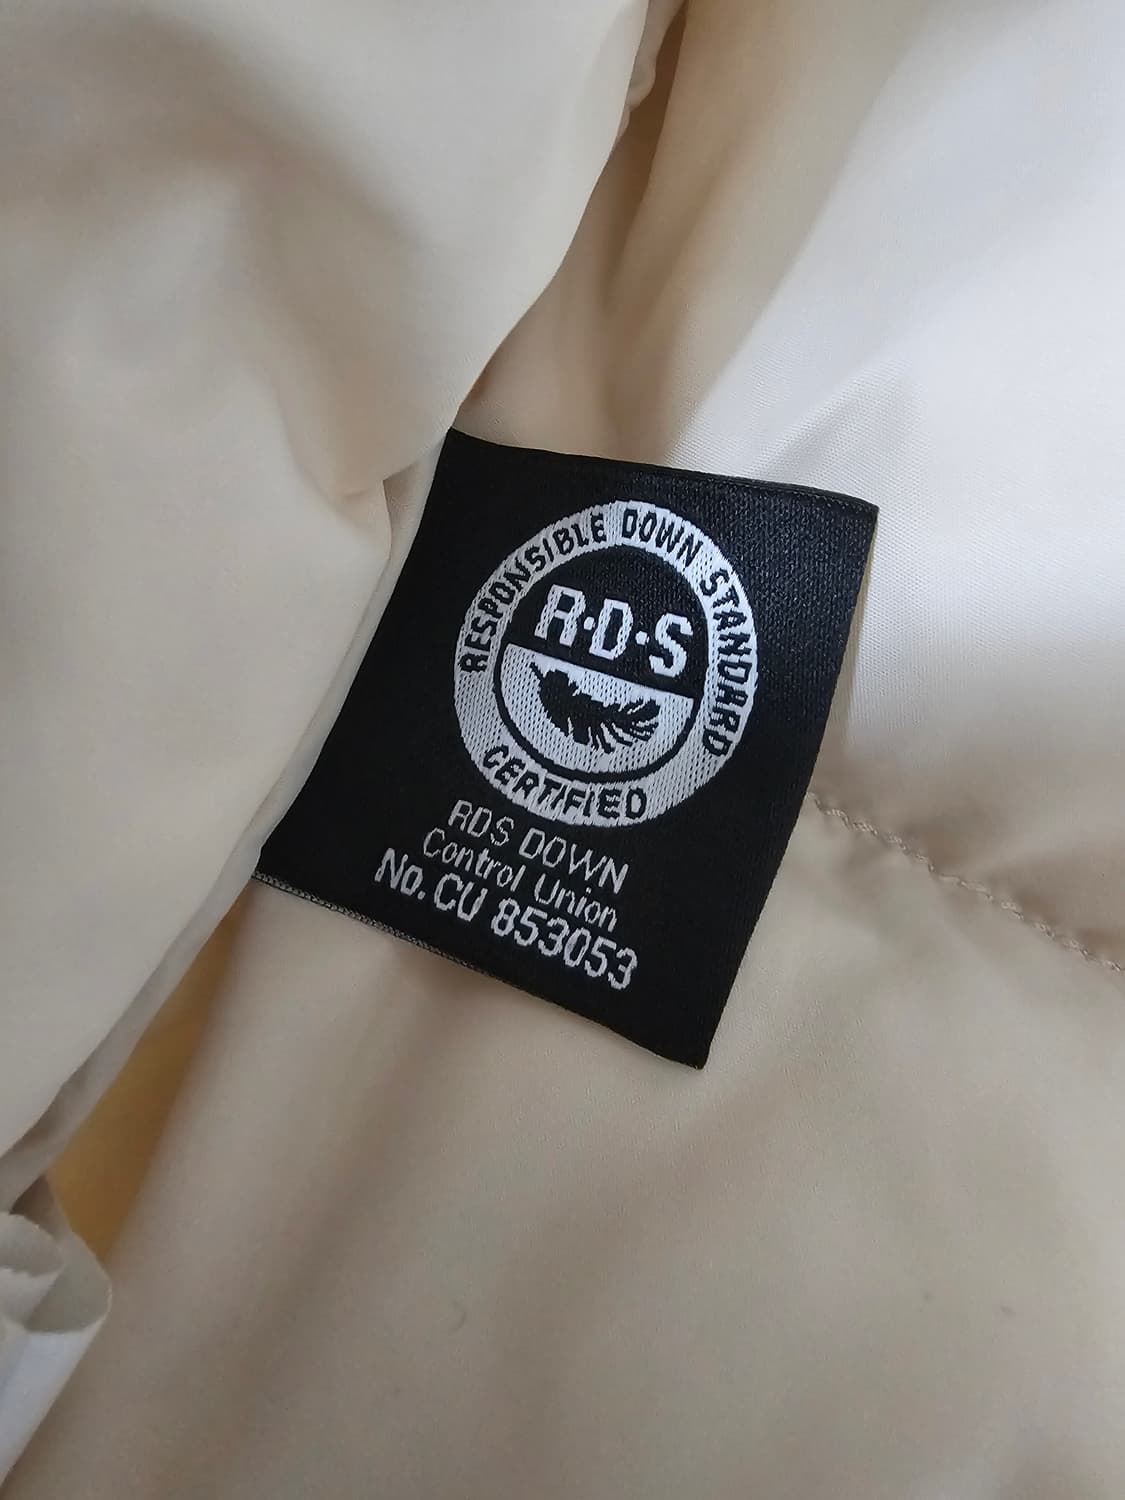 RESPONSIBLE DOWN STANDARD
R·D·S
CERTIFIED
RDS DOWN
Control Union
No. CU 853053